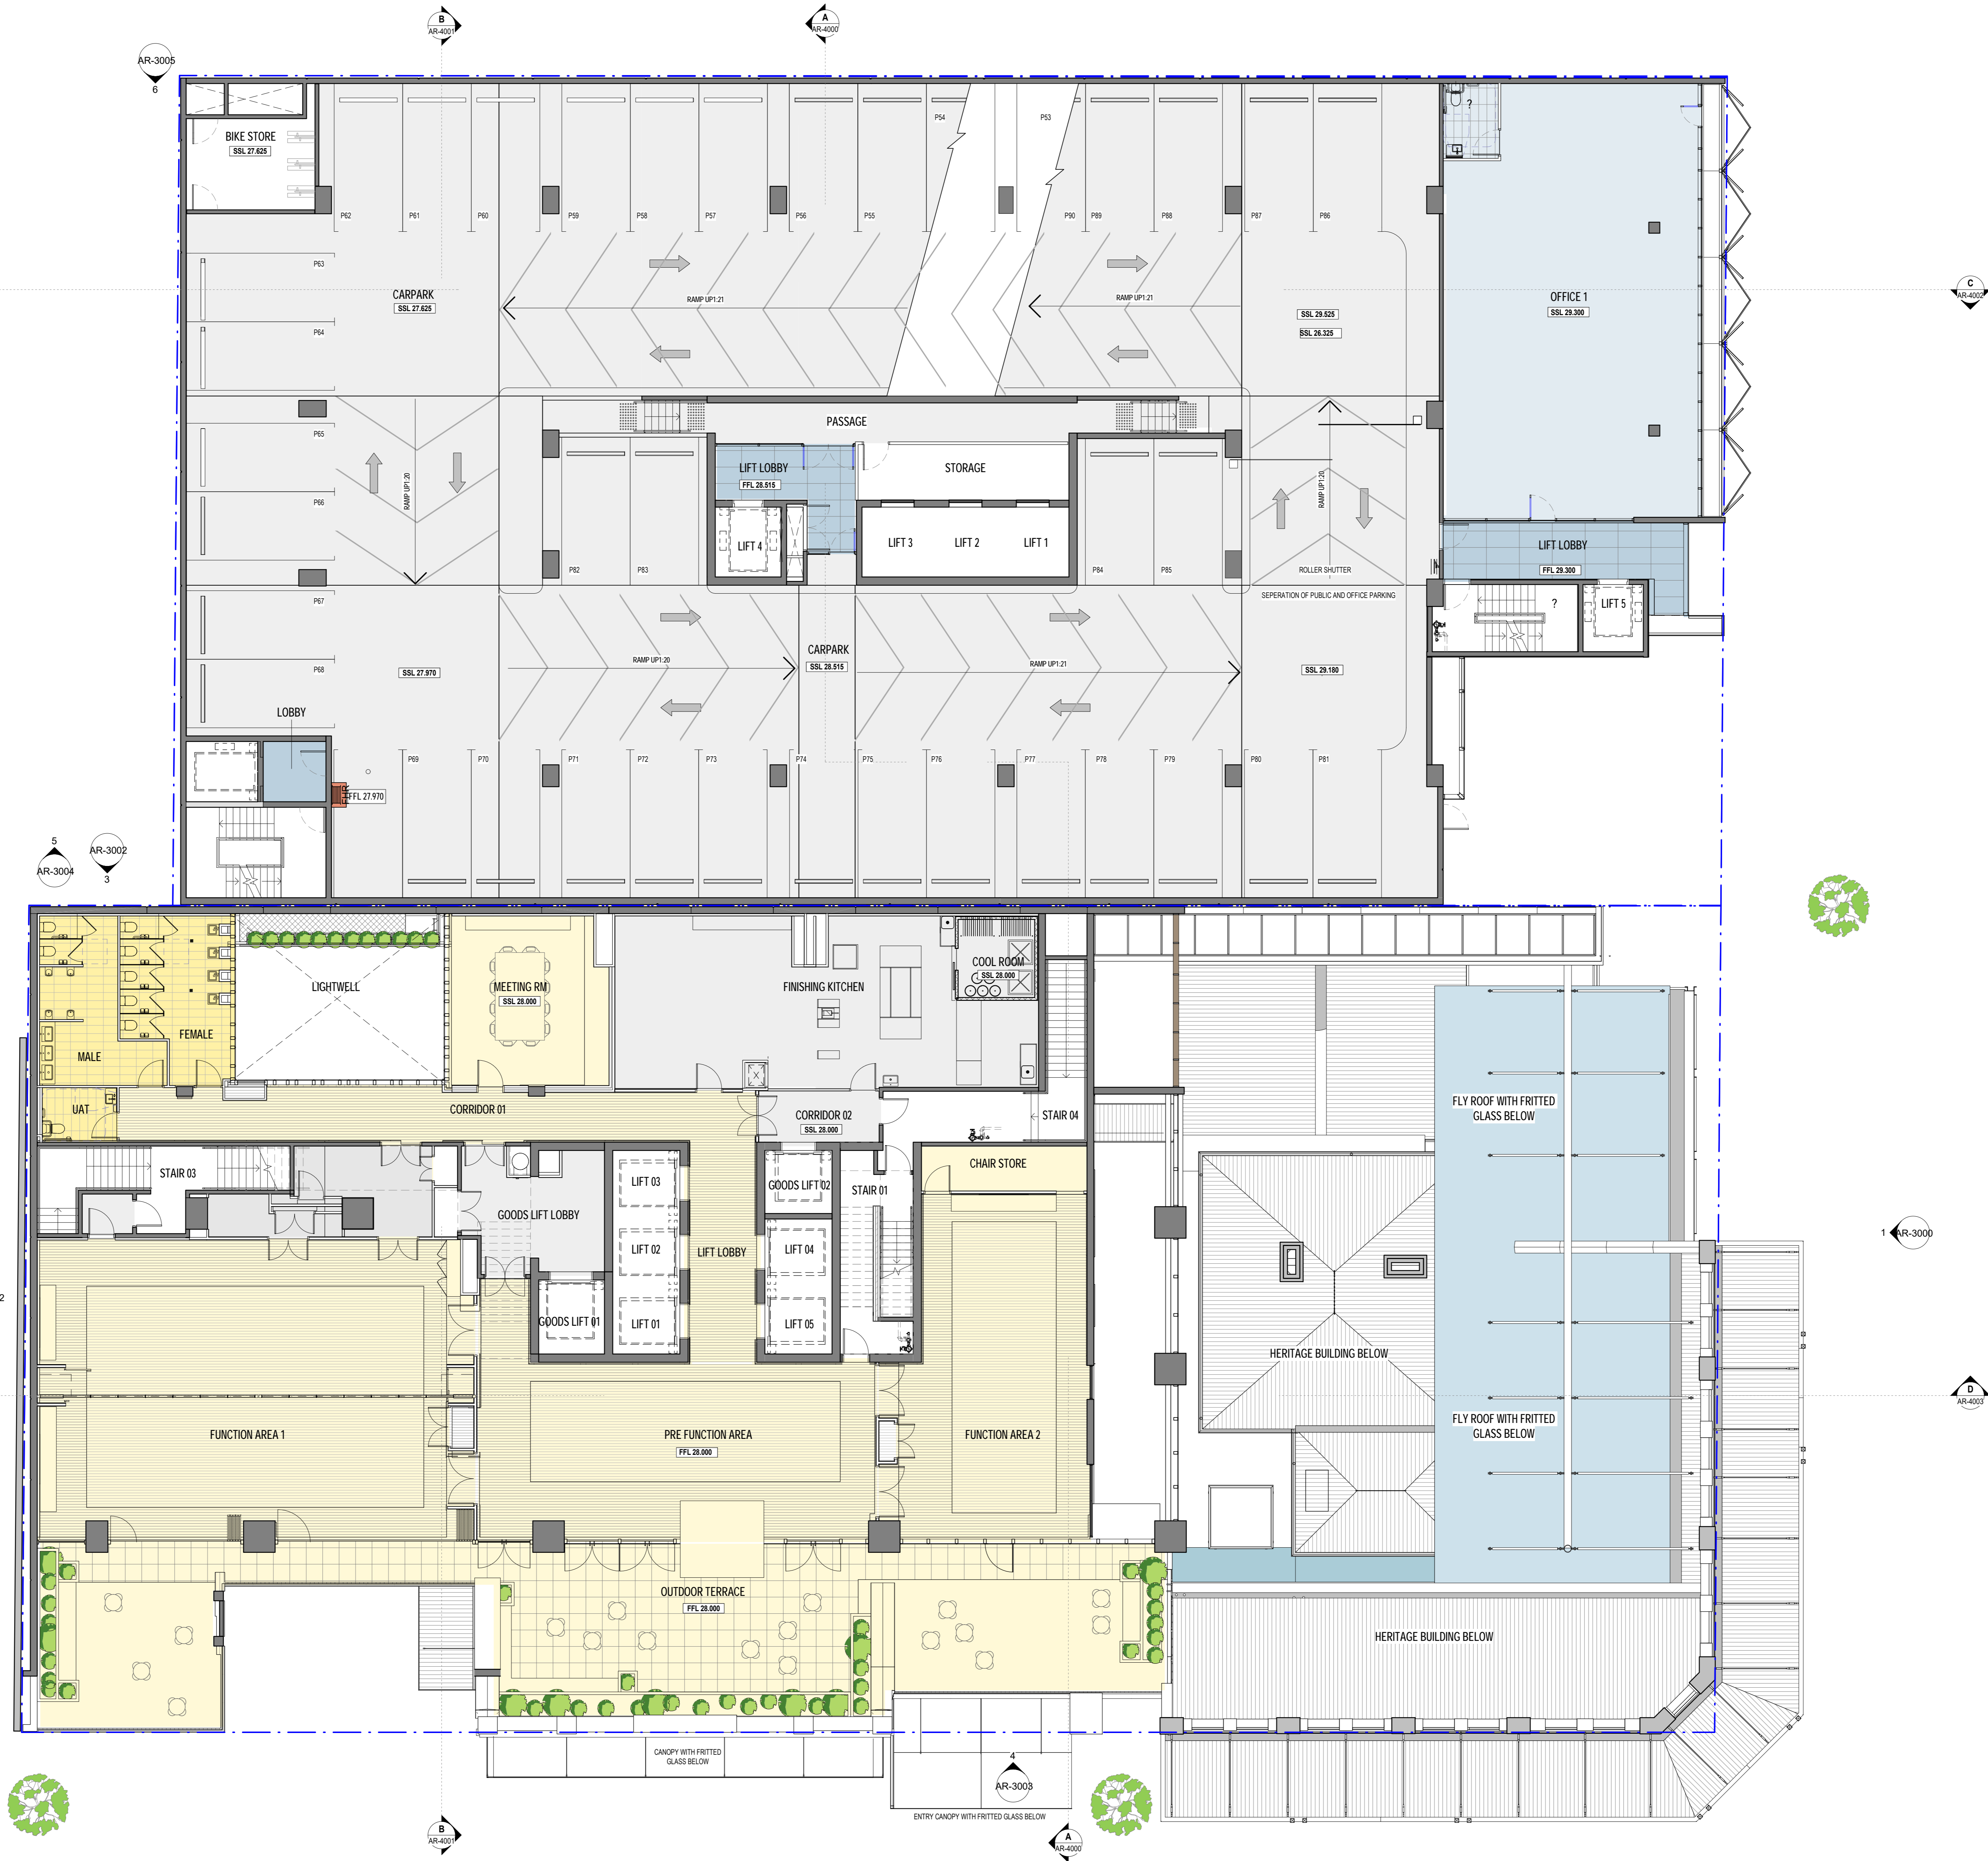 B
AR-4001
A
AR-4000
AR-3005
6
BIKE STORE
SSL 27.625
P54
P53
?
P62
P61
P60
P59
P58
P57
P56
P55
P90
P89
P88
P87
P86
P63
CARPARK
SSL 27.625
RAMP UP1:21
RAMP UP1:21
SSL 29.525
SSL 26.325
OFFICE 1
SSL 29.300
C
AR-4002
P64
P65
PASSAGE
LIFT LOBBY
FFL 28.515
STORAGE
RAMP UP1:20
RAMP UP1:20
P66
LIFT 4
LIFT 3
LIFT 2
LIFT 1
LIFT LOBBY
FFL 29.300
P82
P83
P84
P85
ROLLER SHUTTER
SEPERATION OF PUBLIC AND OFFICE PARKING
P67
?
LIFT 5
P68
SSL 27.970
RAMP UP1:20
CARPARK
SSL 28.515
RAMP UP1:21
SSL 29.180
LOBBY
P69
P70
P71
P72
P73
P74
P75
P76
P77
P78
P79
P80
P81
FHR
FFL 27.970
5
AR-3004
AR-3002
3
LIGHTWELL
MEETING RM
SSL 28.000
FINISHING KITCHEN
COOL ROOM
SSL 28.000
FEMALE
MALE
UAT
CORRIDOR 01
CORRIDOR 02
SSL 28.000
STAIR 04
FLY ROOF WITH FRITTED
GLASS BELOW
STAIR 03
LIFT 03
GOODS LIFT 02
STAIR 01
CHAIR STORE
GOODS LIFT LOBBY
LIFT 02
LIFT LOBBY
LIFT 04
1
AR-3000
2
GOODS LIFT 01
LIFT 01
LIFT 05
HERITAGE BUILDING BELOW
D
AR-4003
FUNCTION AREA 1
PRE FUNCTION AREA
FFL 28.000
FUNCTION AREA 2
FLY ROOF WITH FRITTED
GLASS BELOW
OUTDOOR TERRACE
FFL 28.000
HERITAGE BUILDING BELOW
CANOPY WITH FRITTED
GLASS BELOW
4
AR-3003
ENTRY CANOPY WITH FRITTED GLASS BELOW
B
AR-4001
A
AR-4000